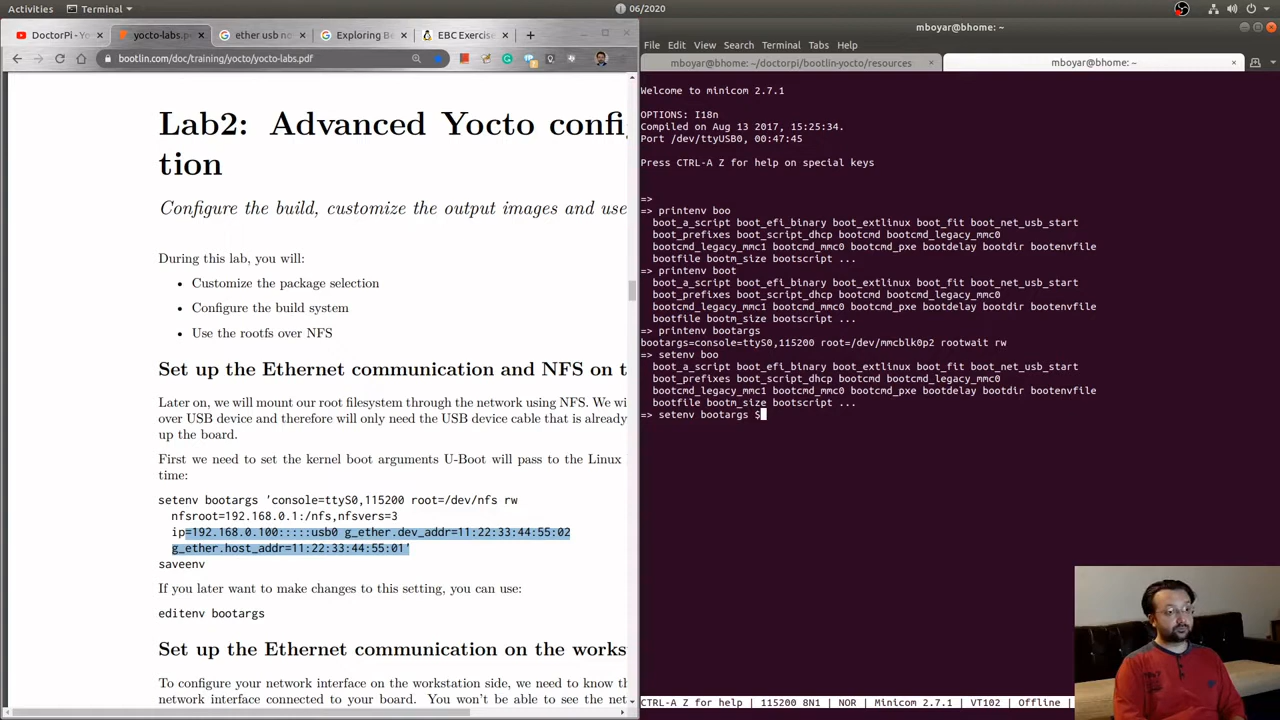 Activities
Terminal
06/2020
DoctorPi - Yo
yocto-labs.p
ether usb no
Exploring Be
EBC Exercise
bootlin.com/doc/training/yocto/yocto-labs.pdf
Lab2: Advanced Yocto confi
tion
Configure the build, customize the output images and use
During this lab, you will:
• Customize the package selection
• Configure the build system
• Use the rootfs over NFS
Set up the Ethernet communication and NFS on t
Later on, we will mount our root filesystem through the network using NFS. We wi
over USB device and therefore will only need the USB device cable that is already
up the board.
First we need to set the kernel boot arguments U-Boot will pass to the Linux
time:
setenv bootargs 'console=ttyS0,115200 root=/dev/nfs rw
nfsroot=192.168.0.1:/nfs,nfsvers=3
ip=192.168.0.100:::::usb0 g_ether.dev_addr=11:22:33:44:55:02
g_ether.host_addr=11:22:33:44:55:01'
saveenv
If you later want to make changes to this setting, you can use:
editenv bootargs
Set up the Ethernet communication on the works
To configure your network interface on the workstation side, we need to know th
network interface connected to your board. You won't be able to see the net
mboyar@bhome: ~
File Edit View Search Terminal Tabs Help
mboyar@bhome: ~/doctorpi/bootlin-yocto/resources
mboyar@bhome: ~
Welcome to minicom 2.7.1
OPTIONS: I18n
Compiled on Aug 13 2017, 15:25:34.
Port /dev/ttyUSB0, 00:47:45
Press CTRL-A Z for help on special keys
=>
=> printenv boo
boot_a_script boot_efi_binary boot_extlinux boot_fit boot_net_usb_start
boot_prefixes boot_script_dhcp bootcmd bootcmd_legacy_mmc0
bootcmd_legacy_mmc1 bootcmd_mmc0 bootcmd_pxe bootdelay bootdir bootenvfile
bootfile bootm_size bootscript ...
=> printenv boot
boot_a_script boot_efi_binary boot_extlinux boot_fit boot_net_usb_start
boot_prefixes boot_script_dhcp bootcmd bootcmd_legacy_mmc0
bootcmd_legacy_mmc1 bootcmd_mmc0 bootcmd_pxe bootdelay bootdir bootenvfile
bootfile bootm_size bootscript ...
=> printenv bootargs
bootargs=console=ttyS0,115200 root=/dev/mmcblk0p2 rootwait rw
=> setenv boo
boot_a_script boot_efi_binary boot_extlinux boot_fit boot_net_usb_start
boot_prefixes boot_script_dhcp bootcmd bootcmd_legacy_mmc0
bootcmd_legacy_mmc1 bootcmd_mmc0 bootcmd_pxe bootdelay bootdir bootenvfile
bootfile bootm_size bootscript ...
=> setenv bootargs $
CTRL-A Z for help | 115200 8N1 | NOR | Minicom 2.7.1 | VT102 | Offline |